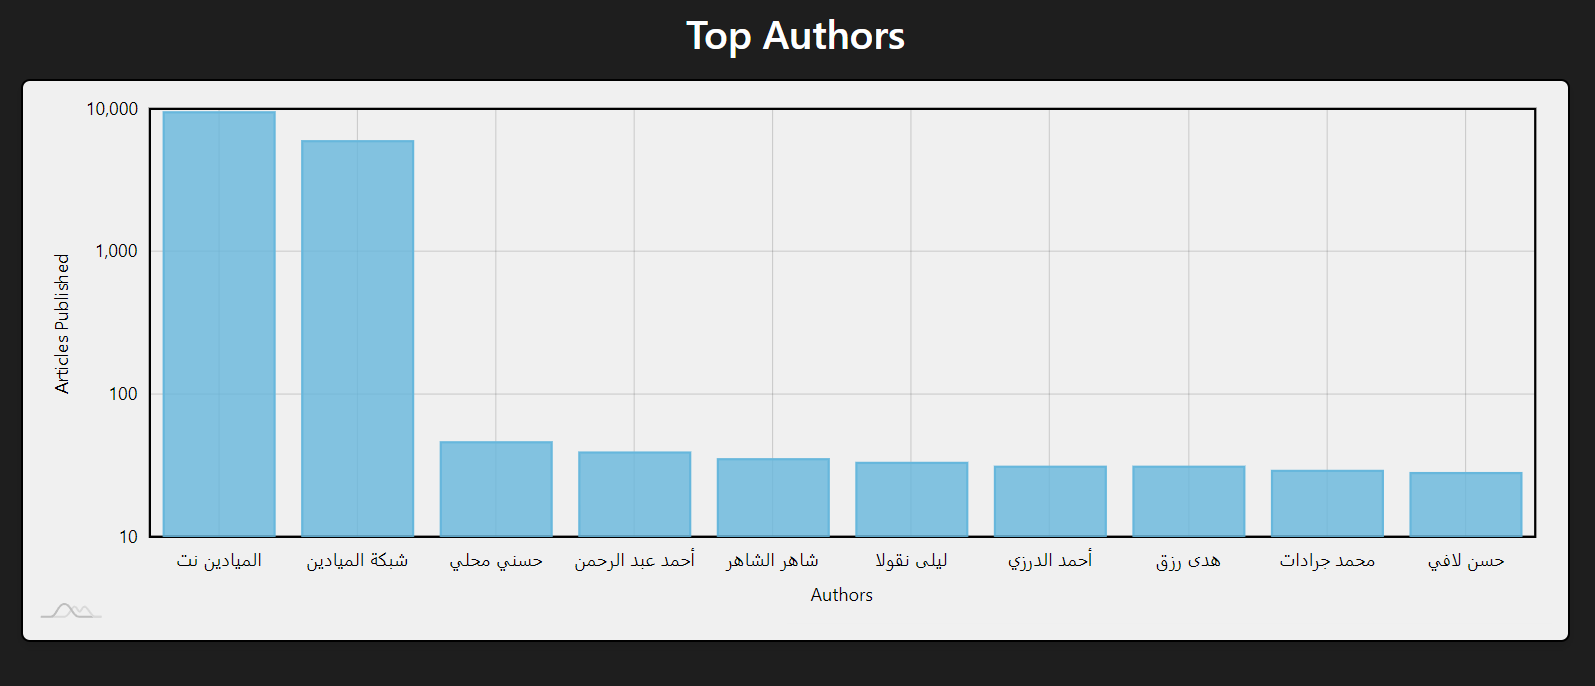 Top Authors
10,000
1,000
100
10
Articles Published
الميادين نت
شبكة الميادين
حسني محلي
أحمد عبد الرحمن
شاهر الشاهر
ليلى نقولا
أحمد الدرزي
هدى رزق
محمد جرادات
حسن لافي
Authors